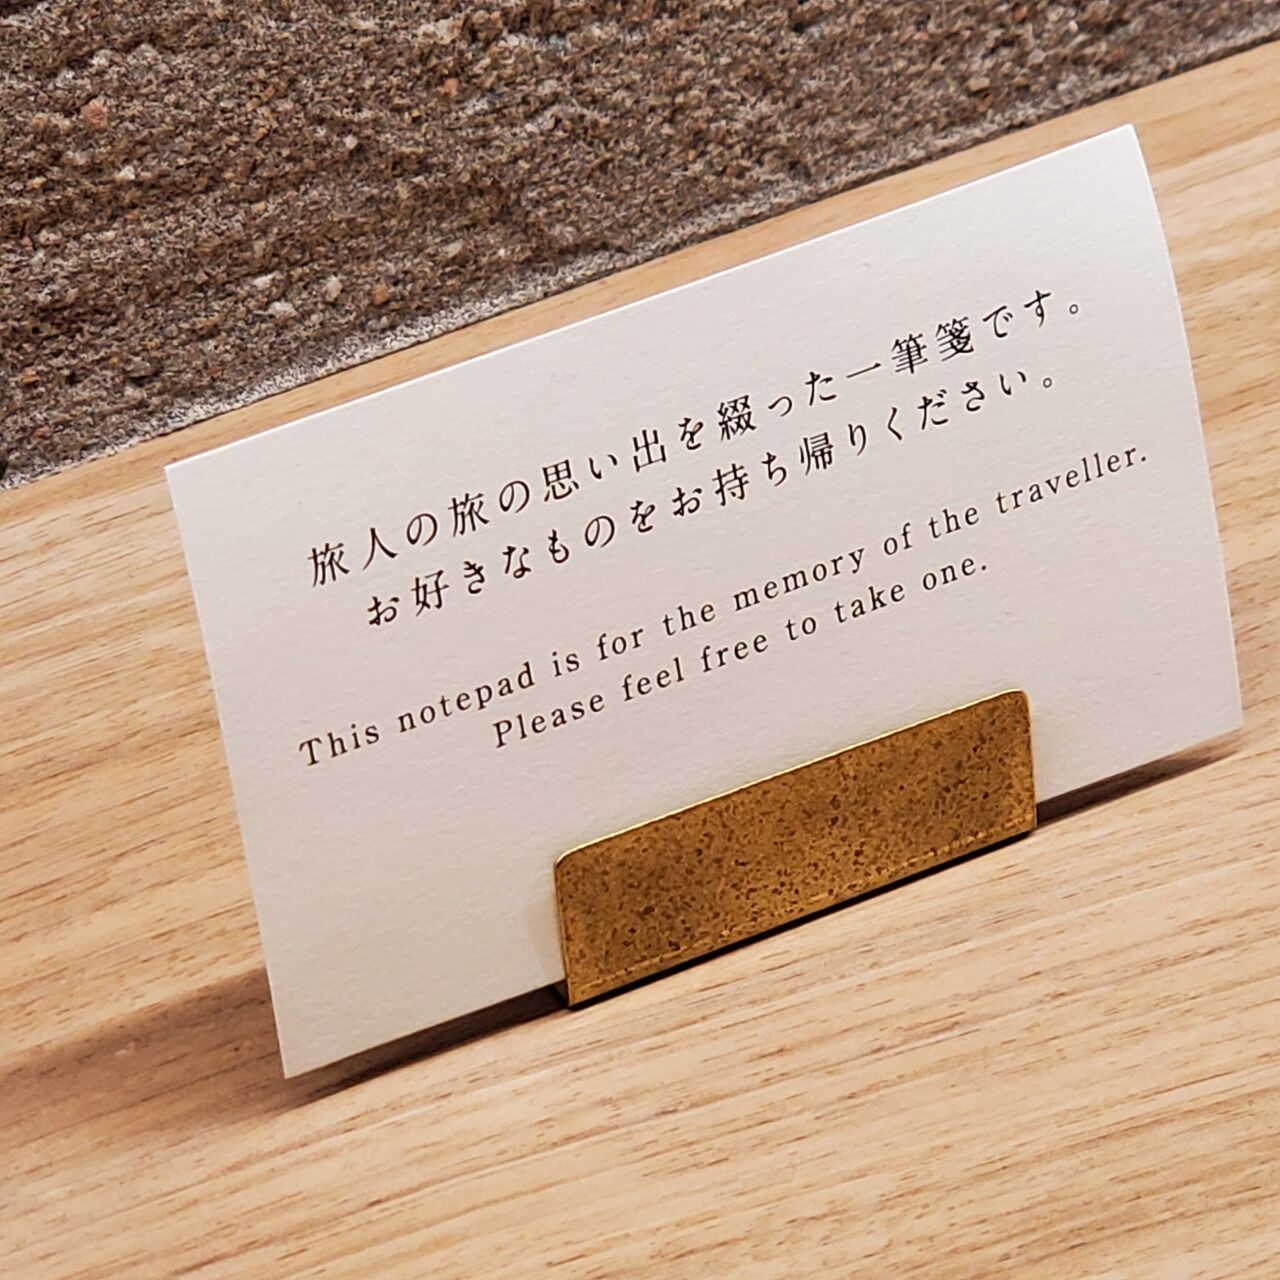 旅人の旅の思い出を綴った一筆箋です。
お好きなものをお持ち帰りください。
This notepad is for the memory of the traveller.
Please feel free to take one.